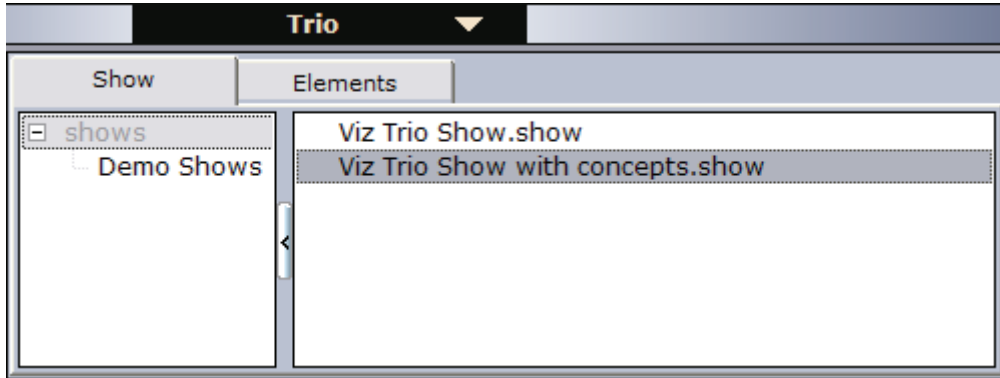 Trio
Show
Elements
shows
Demo Shows
Viz Trio Show.show
Viz Trio Show with concepts.show